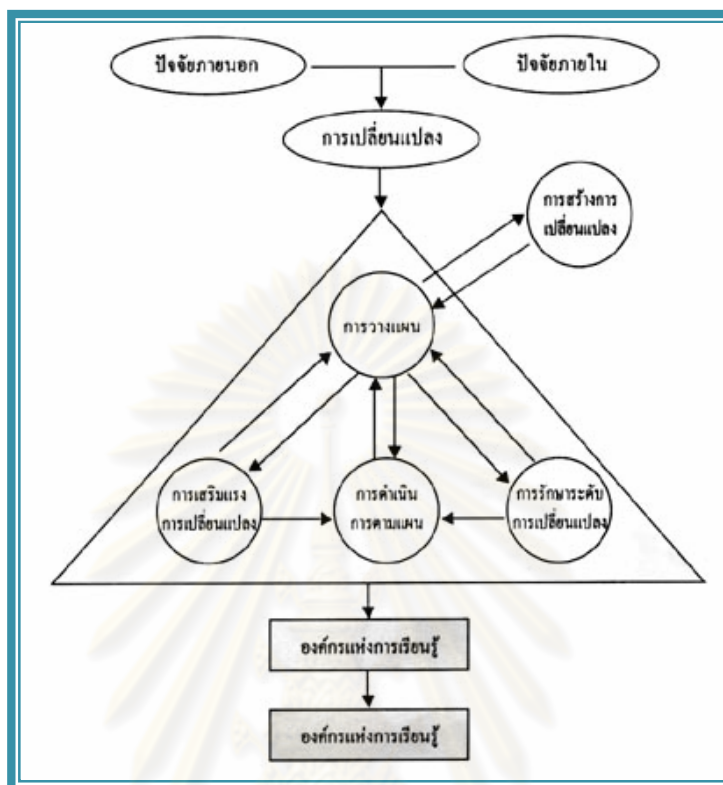 ปัจจัยภายนอก
ปัจจัยภายใน
การเปลี่ยนแปลง
การสร้างการ
เปลี่ยนแปลง
การวางแผน
การเสริมแรง
การเปลี่ยนแปลง
การดำเนิน
การตามแผน
การรักษาระดับ
การเปลี่ยนแปลง
องค์กรแห่งการเรียนรู้
องค์กรแห่งการเรียนรู้